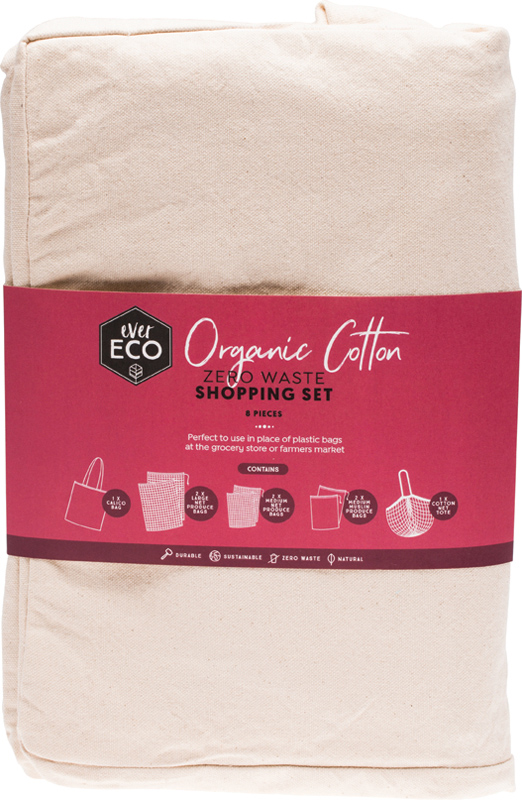 ever
ECO
Organic Cotton
ZERO WASTE
SHOPPING SET
8 PIECES
Perfect to use in place of plastic bags
at the grocery store or farmers market
CONTAINS
1 X
CALICO
BAG
2 X
LARGE
NET
PRODUCE
BAGS
2 X
MEDIUM
NET
PRODUCE
BAGS
2 X
MEDIUM
MUSLIN
PRODUCE
BAGS
1 X
COTTON
NET
TOTE
DURABLE SUSTAINABLE ZERO WASTE NATURAL